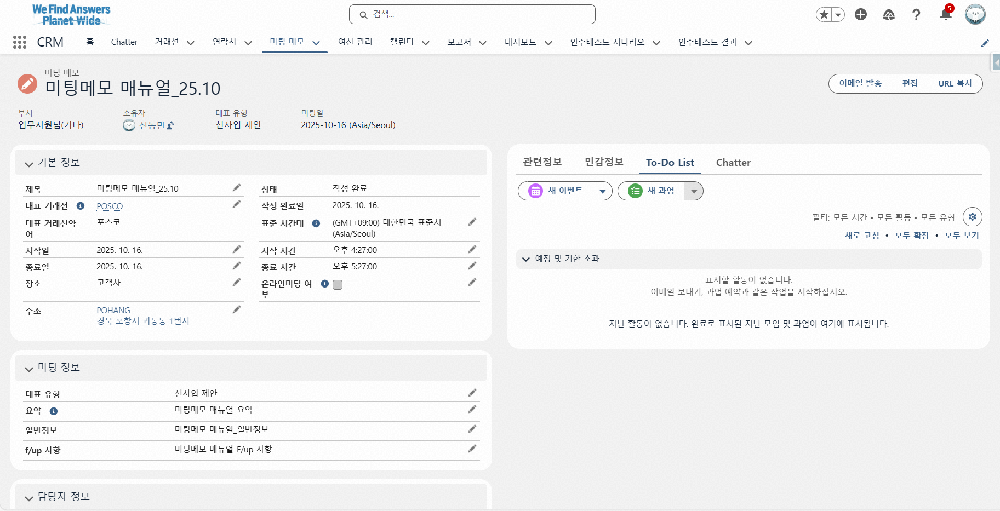 We Find Answers
Planet Wide
검색...
5
CRM
홈
Chatter
거래선
연락처
미팅 메모
여신 관리
캘린더
보고서
대시보드
인수테스트 시나리오
인수테스트 결과
미팅 메모
미팅메모 매뉴얼_25.10
이메일 발송
편집
URL 복사
부서
업무지원팀(기타)
소유자
신동민
대표 유형
신사업 제안
미팅일
2025-10-16 (Asia/Seoul)
기본 정보
제목
미팅메모 매뉴얼_25.10
상태
작성 완료
대표 거래선
POSCO
작성 완료일
2025. 10. 16.
대표 거래선약
어
포스코
표준 시간대
(GMT+09:00) 대한민국 표준시
(Asia/Seoul)
시작일
2025. 10. 16.
시작 시간
오후 4:27:00
종료일
2025. 10. 16.
종료 시간
오후 5:27:00
장소
고객사
온라인미팅 여
부
주소
POHANG
경북 포항시 괴동동 1번지
미팅 정보
대표 유형
신사업 제안
요약
미팅메모 매뉴얼_요약
일반정보
미팅메모 매뉴얼_일반정보
f/up 사항
미팅메모 매뉴얼_F/up 사항
담당자 정보
관련정보
민감정보
To-Do List
Chatter
새 이벤트
새 과업
필터: 모든 시간 • 모든 활동 • 모든 유형
새로 고침 • 모두 확장 • 모두 보기
예정 및 기한 초과
표시할 활동이 없습니다.
이메일 보내기, 과업 예약과 같은 작업을 시작하십시오.
지난 활동이 없습니다. 완료로 표시된 지난 모임 및 과업이 여기에 표시됩니다.